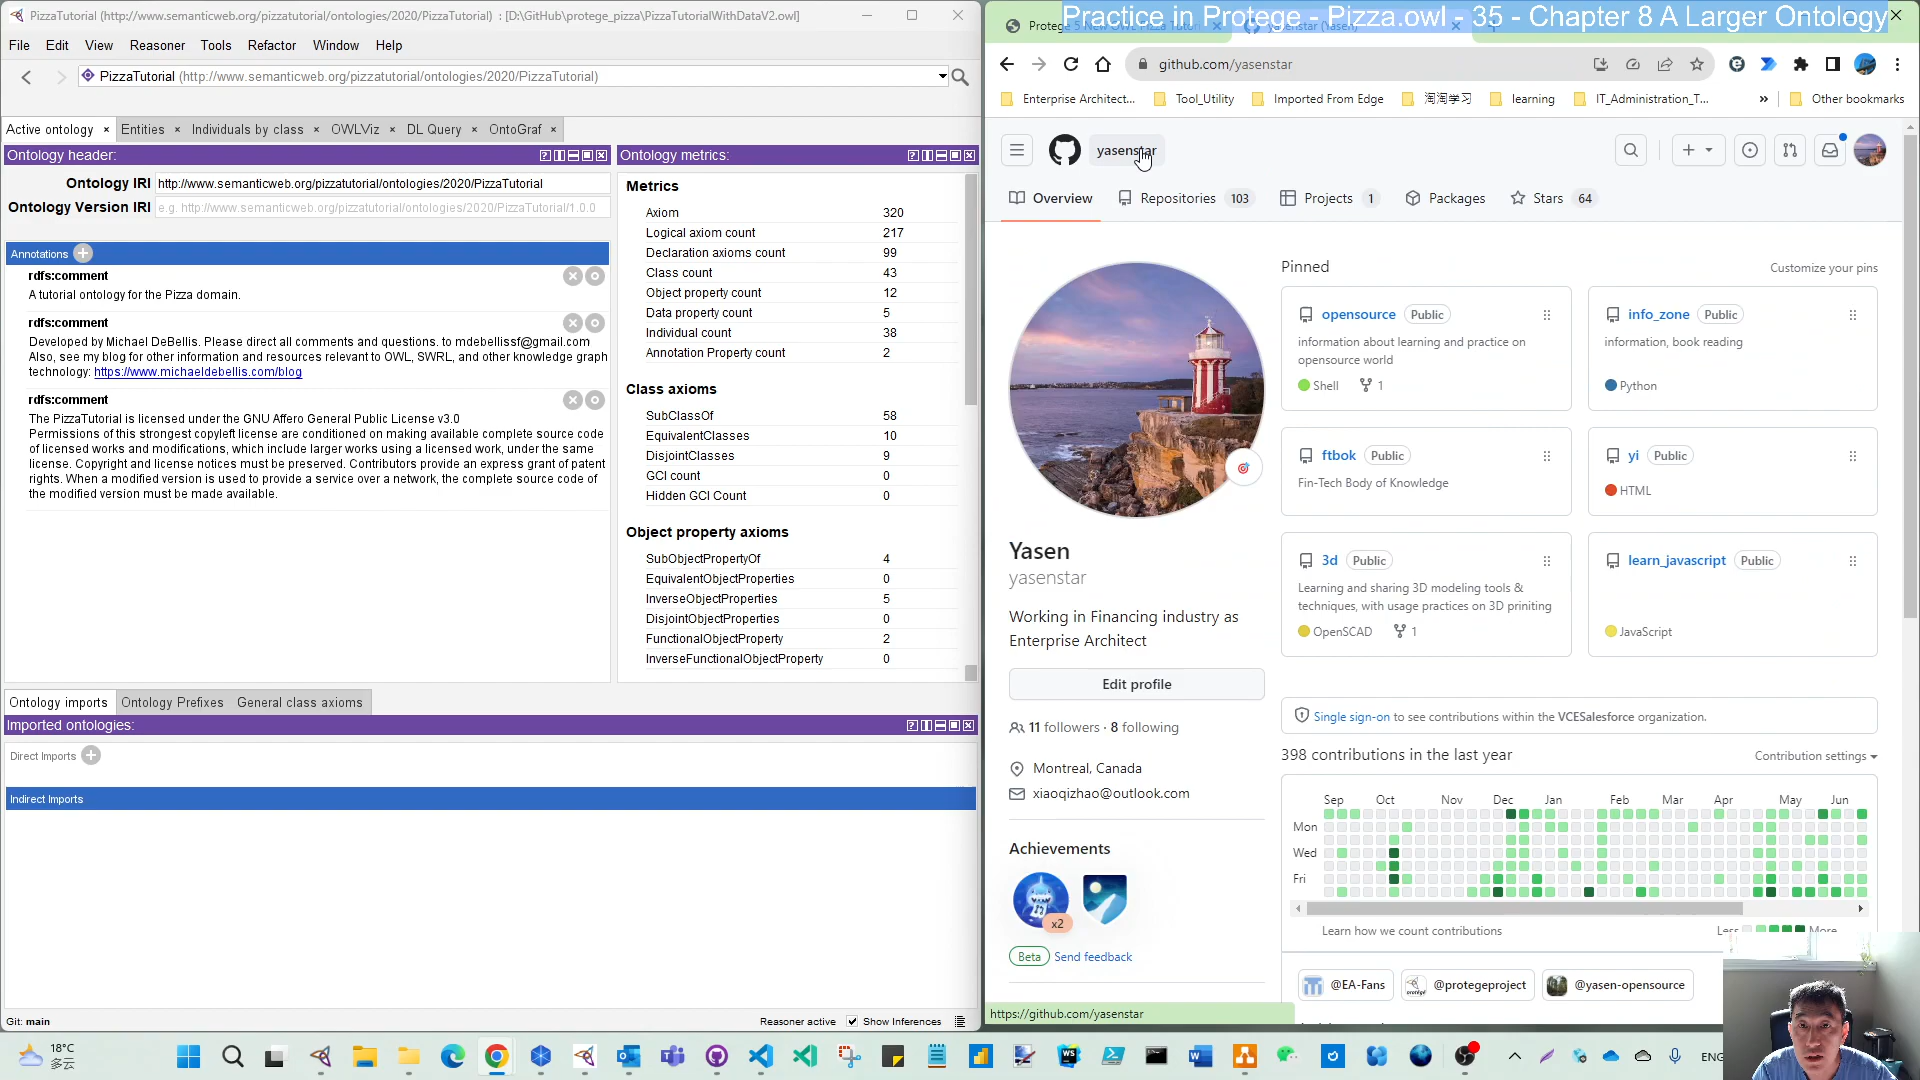 PizzaTutorial (http://www.semanticweb.org/pizzatutorial/ontologies/2020/PizzaTutorial) : [D:\GitHub\protege_pizza\PizzaTutorialWithDataV2.owl]
File Edit View Reasoner Tools Refactor Window Help
PizzaTutorial (http://www.semanticweb.org/pizzatutorial/ontologies/2020/PizzaTutorial)
Active ontology × Entities × Individuals by class × OWLViz × DL Query × OntoGraf ×
Ontology header:
Ontology IRI http://www.semanticweb.org/pizzatutorial/ontologies/2020/PizzaTutorial
Ontology Version IRI e.g. http://www.semanticweb.org/pizzatutorial/ontologies/2020/PizzaTutorial/1.0.0
Annotations
rdfs:comment
A tutorial ontology for the Pizza domain.
rdfs:comment
Developed by Michael DeBellis. Please direct all comments and questions. to mdebellissf@gmail.com
Also, see my blog for other information and resources relevant to OWL, SWRL, and other knowledge graph
technology: https://www.michaeldebellis.com/blog
rdfs:comment
The PizzaTutorial is licensed under the GNU Affero General Public License v3.0
Permissions of this strongest copyleft license are conditioned on making available complete source code
of licensed works and modifications, which include larger works using a licensed work, under the same
license. Copyright and license notices must be preserved. Contributors provide an express grant of patent
rights. When a modified version is used to provide a service over a network, the complete source code of
the modified version must be made available.
Ontology metrics:
Metrics
Axiom 320
Logical axiom count 217
Declaration axioms count 99
Class count 43
Object property count 12
Data property count 5
Individual count 38
Annotation Property count 2
Class axioms
SubClassOf 58
EquivalentClasses 10
DisjointClasses 9
GCI count 0
Hidden GCI Count 0
Object property axioms
SubObjectPropertyOf 4
EquivalentObjectProperties 0
InverseObjectProperties 5
DisjointObjectProperties 0
FunctionalObjectProperty 2
InverseFunctionalObjectProperty 0
Ontology imports Ontology Prefixes General class axioms
Imported ontologies:
Direct Imports
Indirect Imports
Git: main
Reasoner active Show Inferences
Practice in Protege - Pizza.owl - 35 - Chapter 8 A Larger Ontology
github.com/yasenstar
Enterprise Architect... Tool_Utility Imported From Edge 淘淘学习 learning IT_Administration_T... » Other bookmarks
yasenstar
Overview Repositories 103 Projects 1 Packages Stars 64
Pinned
Customize your pins
opensource Public
information about learning and practice on
opensource world
Shell 1
info_zone Public
information, book reading
Python
ftbok Public
Fin-Tech Body of Knowledge
yi Public
HTML
3d Public
Learning and sharing 3D modeling tools &
techniques, with usage practices on 3D priniting
OpenSCAD 1
learn_javascript Public
JavaScript
Yasen
yasenstar
Working in Financing industry as
Enterprise Architect
Edit profile
11 followers · 8 following
Montreal, Canada
xiaoqizhao@outlook.com
Achievements
x2
Beta Send feedback
Single sign-on to see contributions within the VCESalesforce organization.
398 contributions in the last year
Contribution settings
Sep Oct Nov Dec Jan Feb Mar Apr May Jun
Mon
Wed
Fri
Learn how we count contributions
Less More
@EA-Fans @protegeproject @yasen-opensource
https://github.com/yasenstar
18°C
多云
ENG